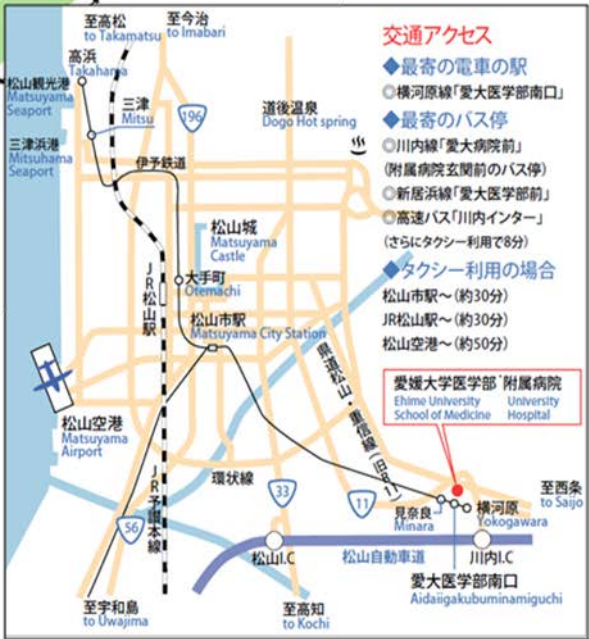 至高松
to Takamatsu
至今治
to Imabari
高浜
Takahama
松山観光港
Matsuyama
Seaport
三津
Mitsu
三津浜港
Mitsuhama
Seaport
196
道後温泉
Dogo Hot spring
伊予鉄道
松山城
Matsuyama
Castle
大手町
Otemachi
JR松山駅
松山市駅
Matsuyama City Station
松山空港
Matsuyama
Airport
県道松山・重信線(旧R11)
環状線
JR予讃本線
56
33
11
見奈良
Minara
横河原
Yokogawara
至西条
to Saijo
松山I.C
松山自動車道
川内I.C
愛大医学部南口
Aidaiigakubuminamiguchi
至宇和島
to Uwajima
至高知
to Kochi
交通アクセス
◆最寄の電車の駅
◎横河原線「愛大医学部南口」
◆最寄のバス停
◎川内線「愛大病院前」
(附属病院玄関前のバス停)
◎新居浜線「愛大医学部前」
◎高速バス「川内インター」
(さらにタクシー利用で8分)
◆タクシー利用の場合
松山市駅～(約30分)
JR松山駅～(約30分)
松山空港～(約50分)
愛媛大学医学部 附属病院
Ehime University University
School of Medicine Hospital